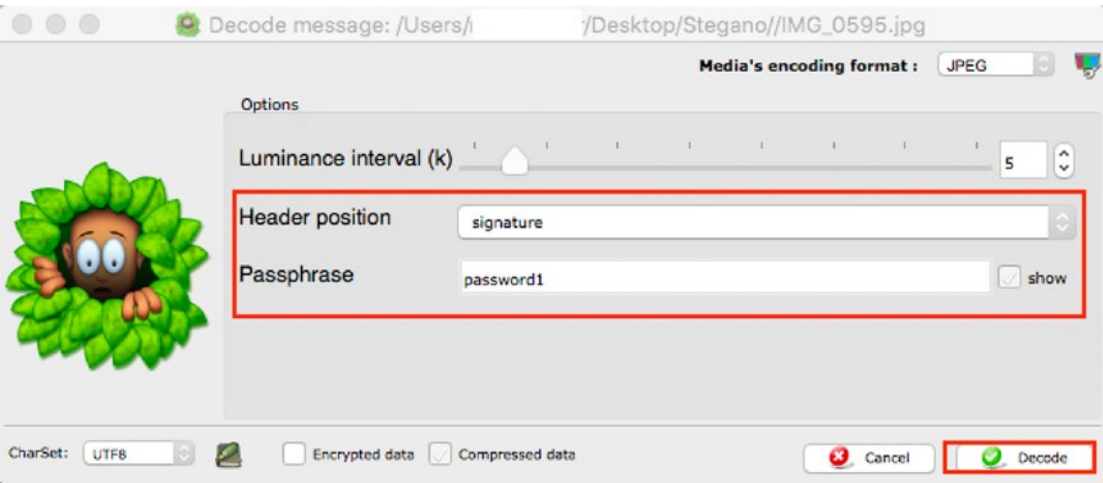 Decode message: /Users/r /Desktop/Stegano//IMG_0595.jpg
Media's encoding format : JPEG
Options
Luminance interval (k) 5
Header position signature
Passphrase password1 show
CharSet: UTF8 Encrypted data Compressed data Cancel Decode